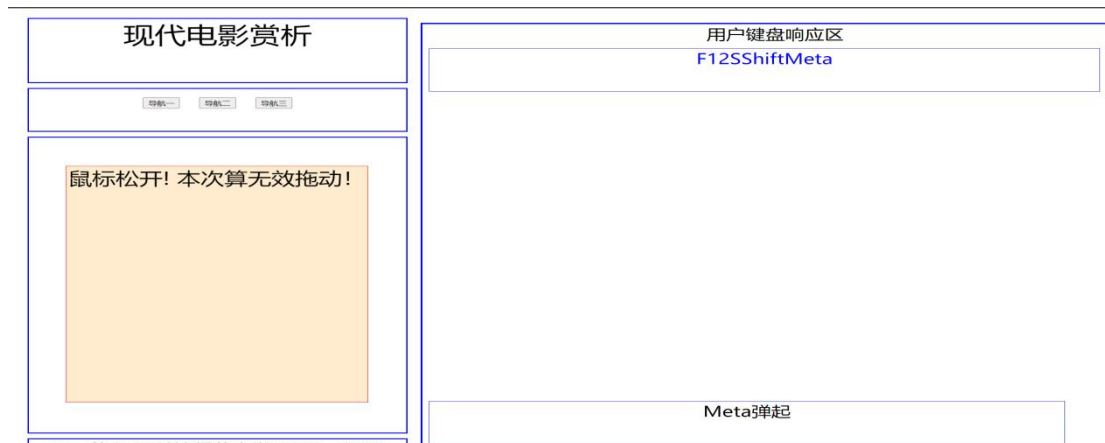 现代电影赏析
导航一 导航二 导航三
鼠标松开! 本次算无效拖动!
用户键盘响应区
F12SShiftMeta
Meta弹起